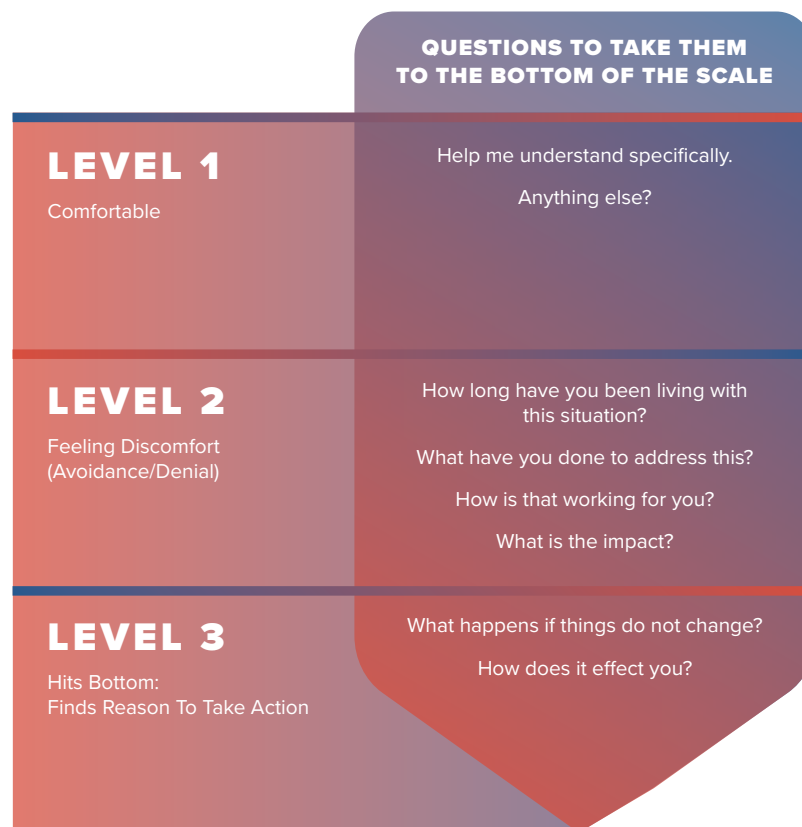 QUESTIONS TO TAKE THEM
TO THE BOTTOM OF THE SCALE
LEVEL 1
Comfortable
Help me understand specifically.
Anything else?
LEVEL 2
Feeling Discomfort
(Avoidance/Denial)
How long have you been living with
this situation?
What have you done to address this?
How is that working for you?
What is the impact?
LEVEL 3
Hits Bottom:
Finds Reason To Take Action
What happens if things do not change?
How does it effect you?